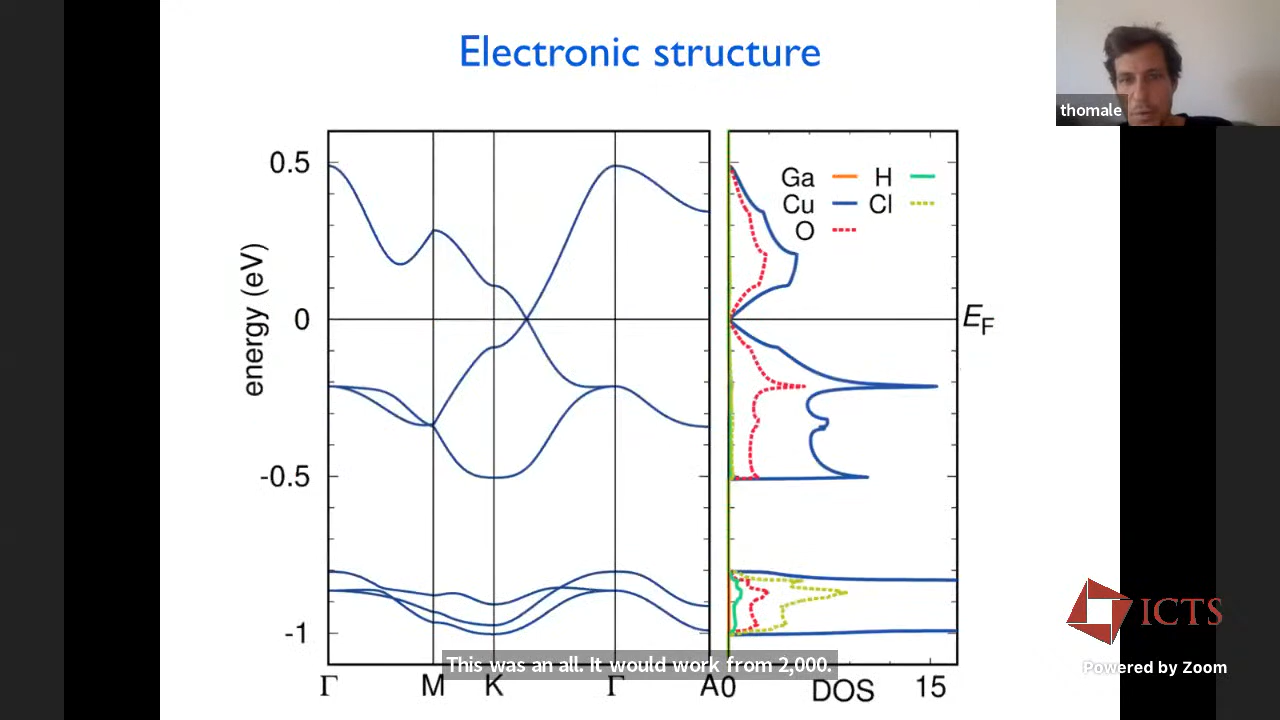 Electronic structure
thomale
0.5
0
-0.5
-1
energy (eV)
Ga
H
Cu
Cl
O
E_F
This was an all. It would work from 2,000.
Γ
M
K
Γ
A
0
DOS
15
ICTS
Powered by Zoom